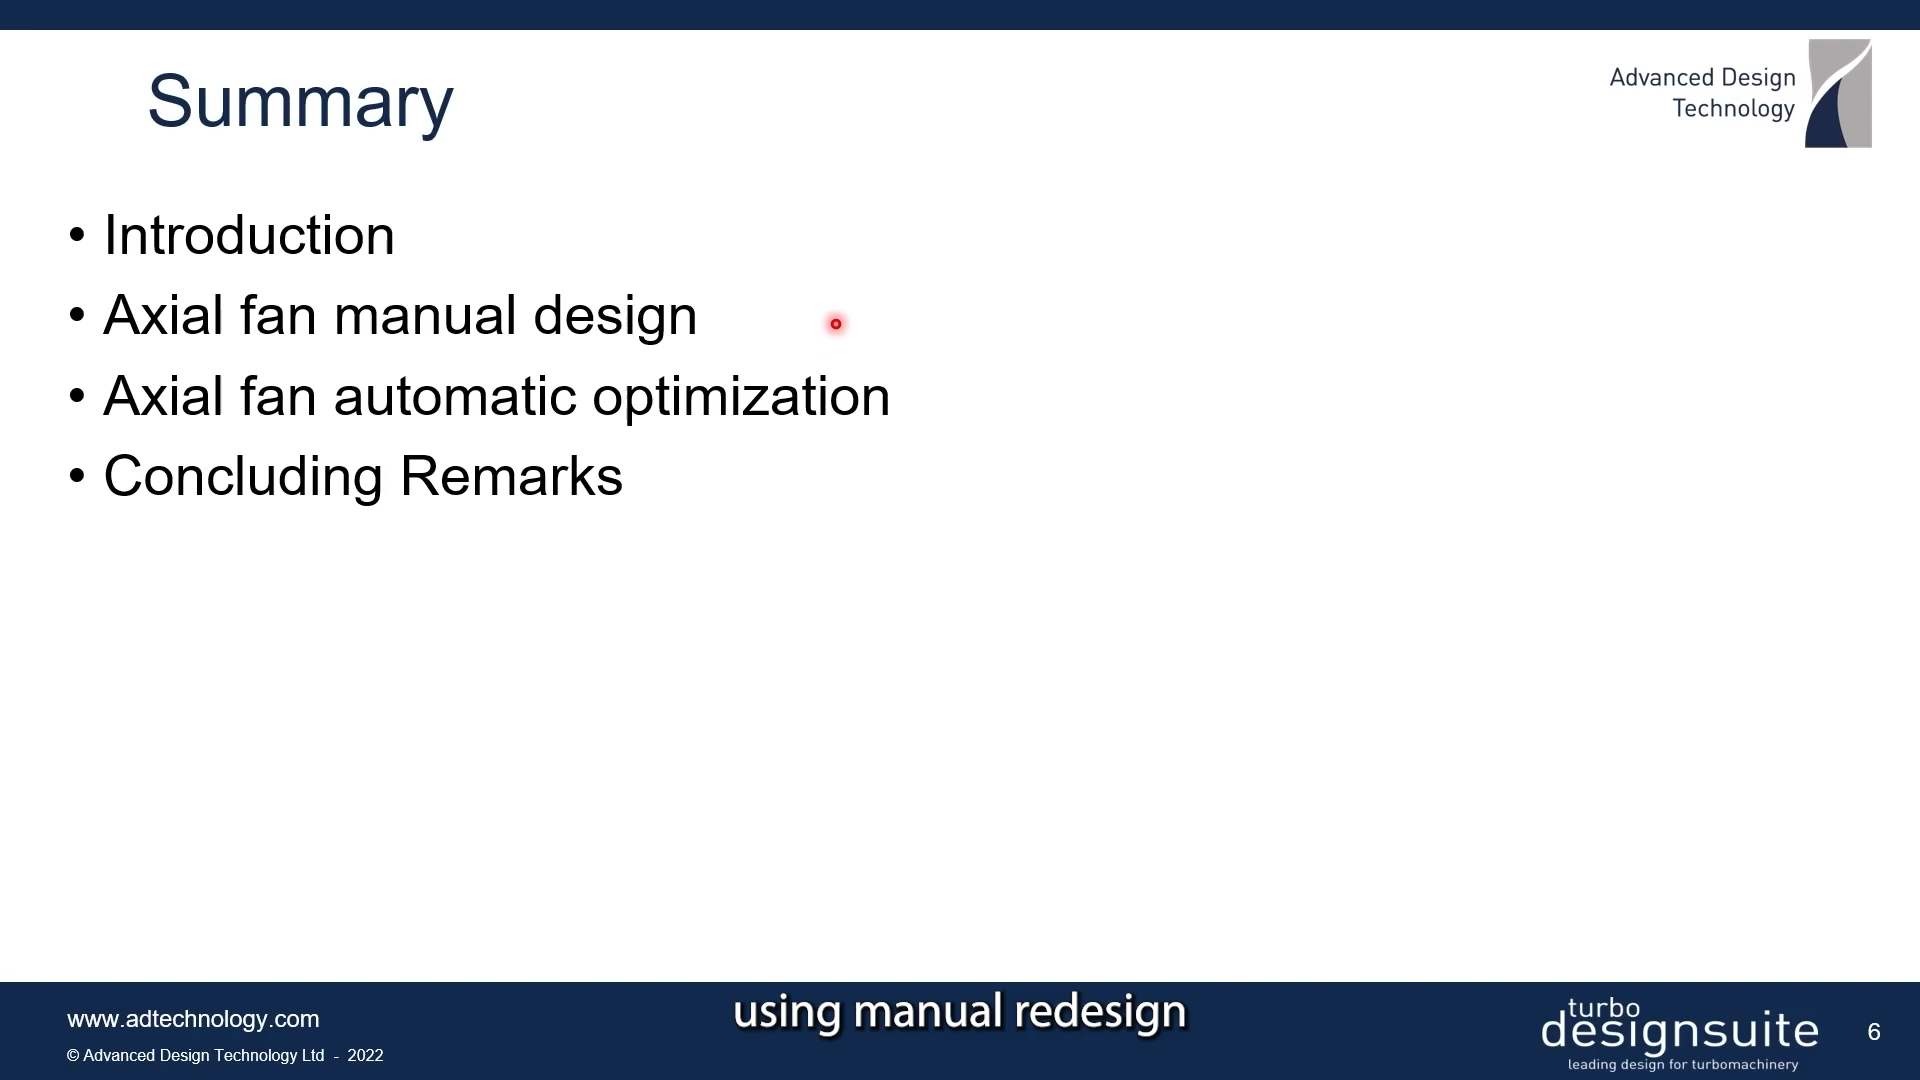 Summary
Advanced Design
Technology
• Introduction
• Axial fan manual design
• Axial fan automatic optimization
• Concluding Remarks
using manual redesign
www.adtechnology.com
© Advanced Design Technology Ltd - 2022
turbo
designsuite
leading design for turbomachinery
6